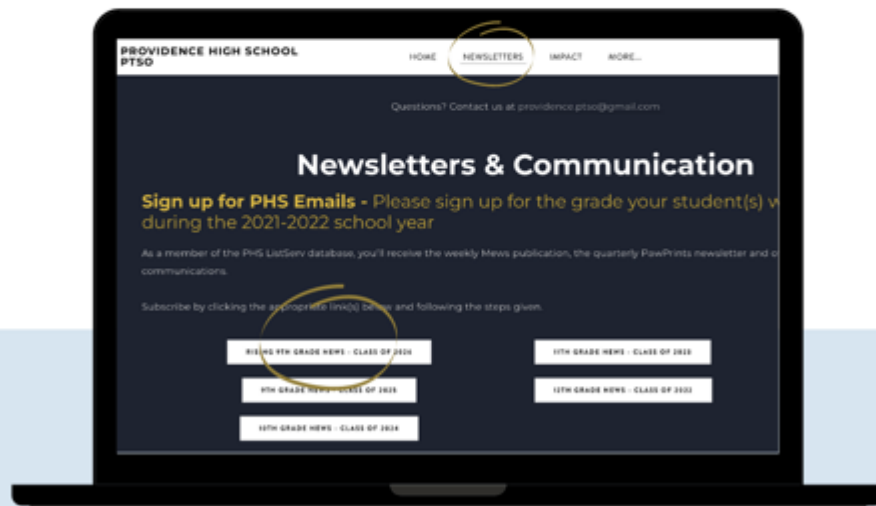 PROVIDENCE HIGH SCHOOL
PTSO
HOME NEWSLETTERS IMPACT MORE...
Questions? Contact us at providence.ptso@gmail.com
Newsletters & Communication
Sign up for PHS Emails - Please sign up for the grade your student(s)
during the 2021-2022 school year
As a member of the PHS ListServ database, you'll receive the weekly Mews publication, the quarterly PawPrints newsletter and
communications.
Subscribe by clicking the appropriate link(s) below and following the steps given.
RISING 9TH GRADE NEWS - CLASS OF 2026
11TH GRADE NEWS - CLASS OF 2023
9TH GRADE NEWS - CLASS OF 2025
12TH GRADE NEWS - CLASS OF 2022
10TH GRADE NEWS - CLASS OF 2024